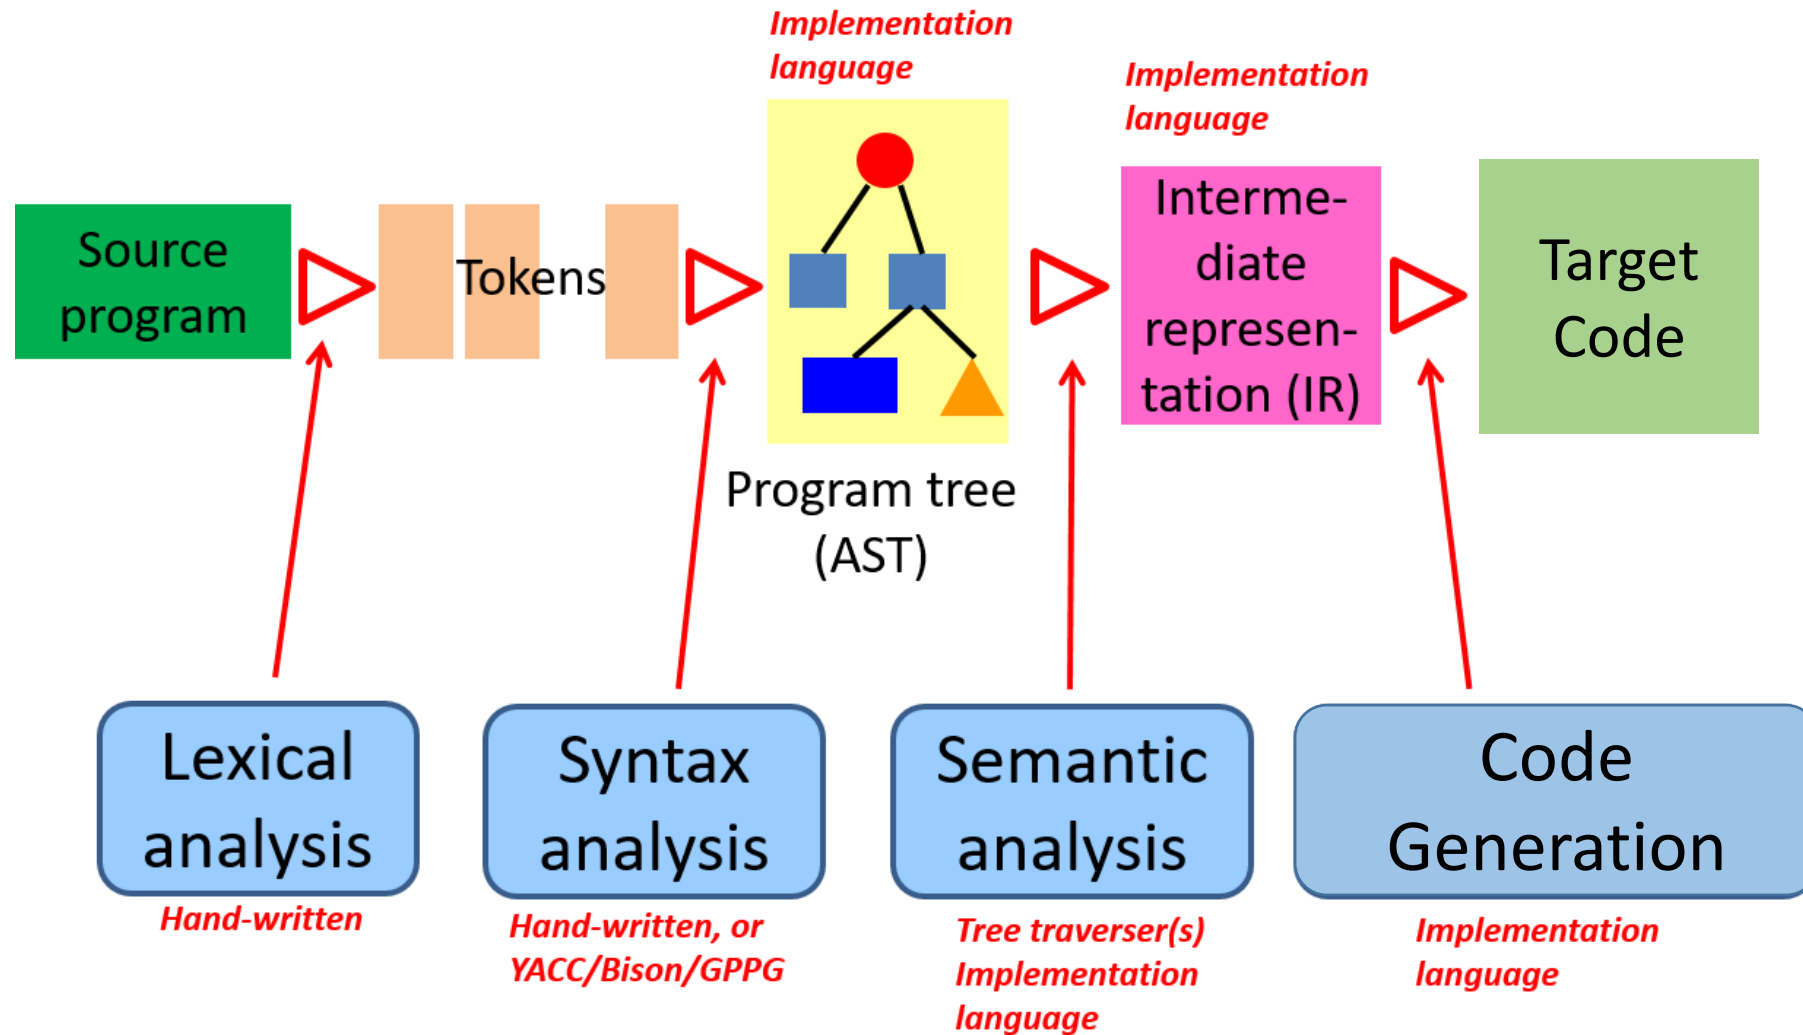 Implementation
language
Implementation
language
Source
program
Tokens
Interme-
diate
represen-
tation (IR)
Target
Code
Program tree
(AST)
Lexical
analysis
Syntax
analysis
Semantic
analysis
Code
Generation
Hand-written
Hand-written, or
YACC/Bison/GPPG
Tree traverser(s)
Implementation
language
Implementation
language